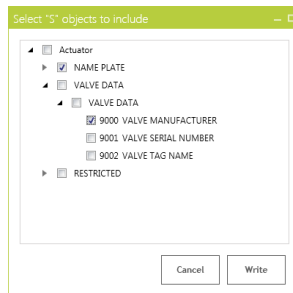 Select "S" objects to include
Actuator
NAME PLATE
VALVE DATA
VALVE DATA
9000 VALVE MANUFACTURER
9001 VALVE SERIAL NUMBER
9002 VALVE TAG NAME
RESTRICTED
Cancel Write